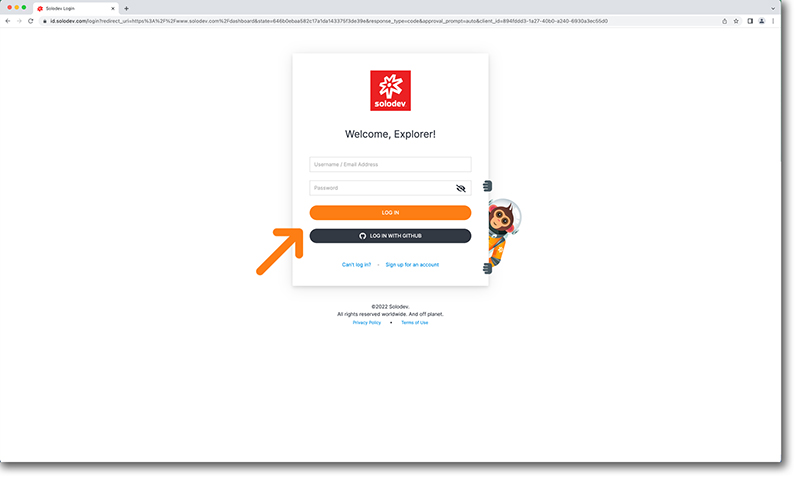 Solodev Login
id.solodev.com/login?redirect_uri=https%3A%2F%2Fwww.solodev.com%2Fdashboard&state=646b0ebaa582c17a1da143375f3de39e&response_type=code&approval_prompt=auto&client_id=894fddd3-1a27-40b0-a240-6930a3ec55d0
solodev
Welcome, Explorer!
Username / Email Address
Password
LOG IN
LOG IN WITH GITHUB
Can't log in? - Sign up for an account
©2022 Solodev.
All rights reserved worldwide. And off planet.
Privacy Policy • Terms of Use